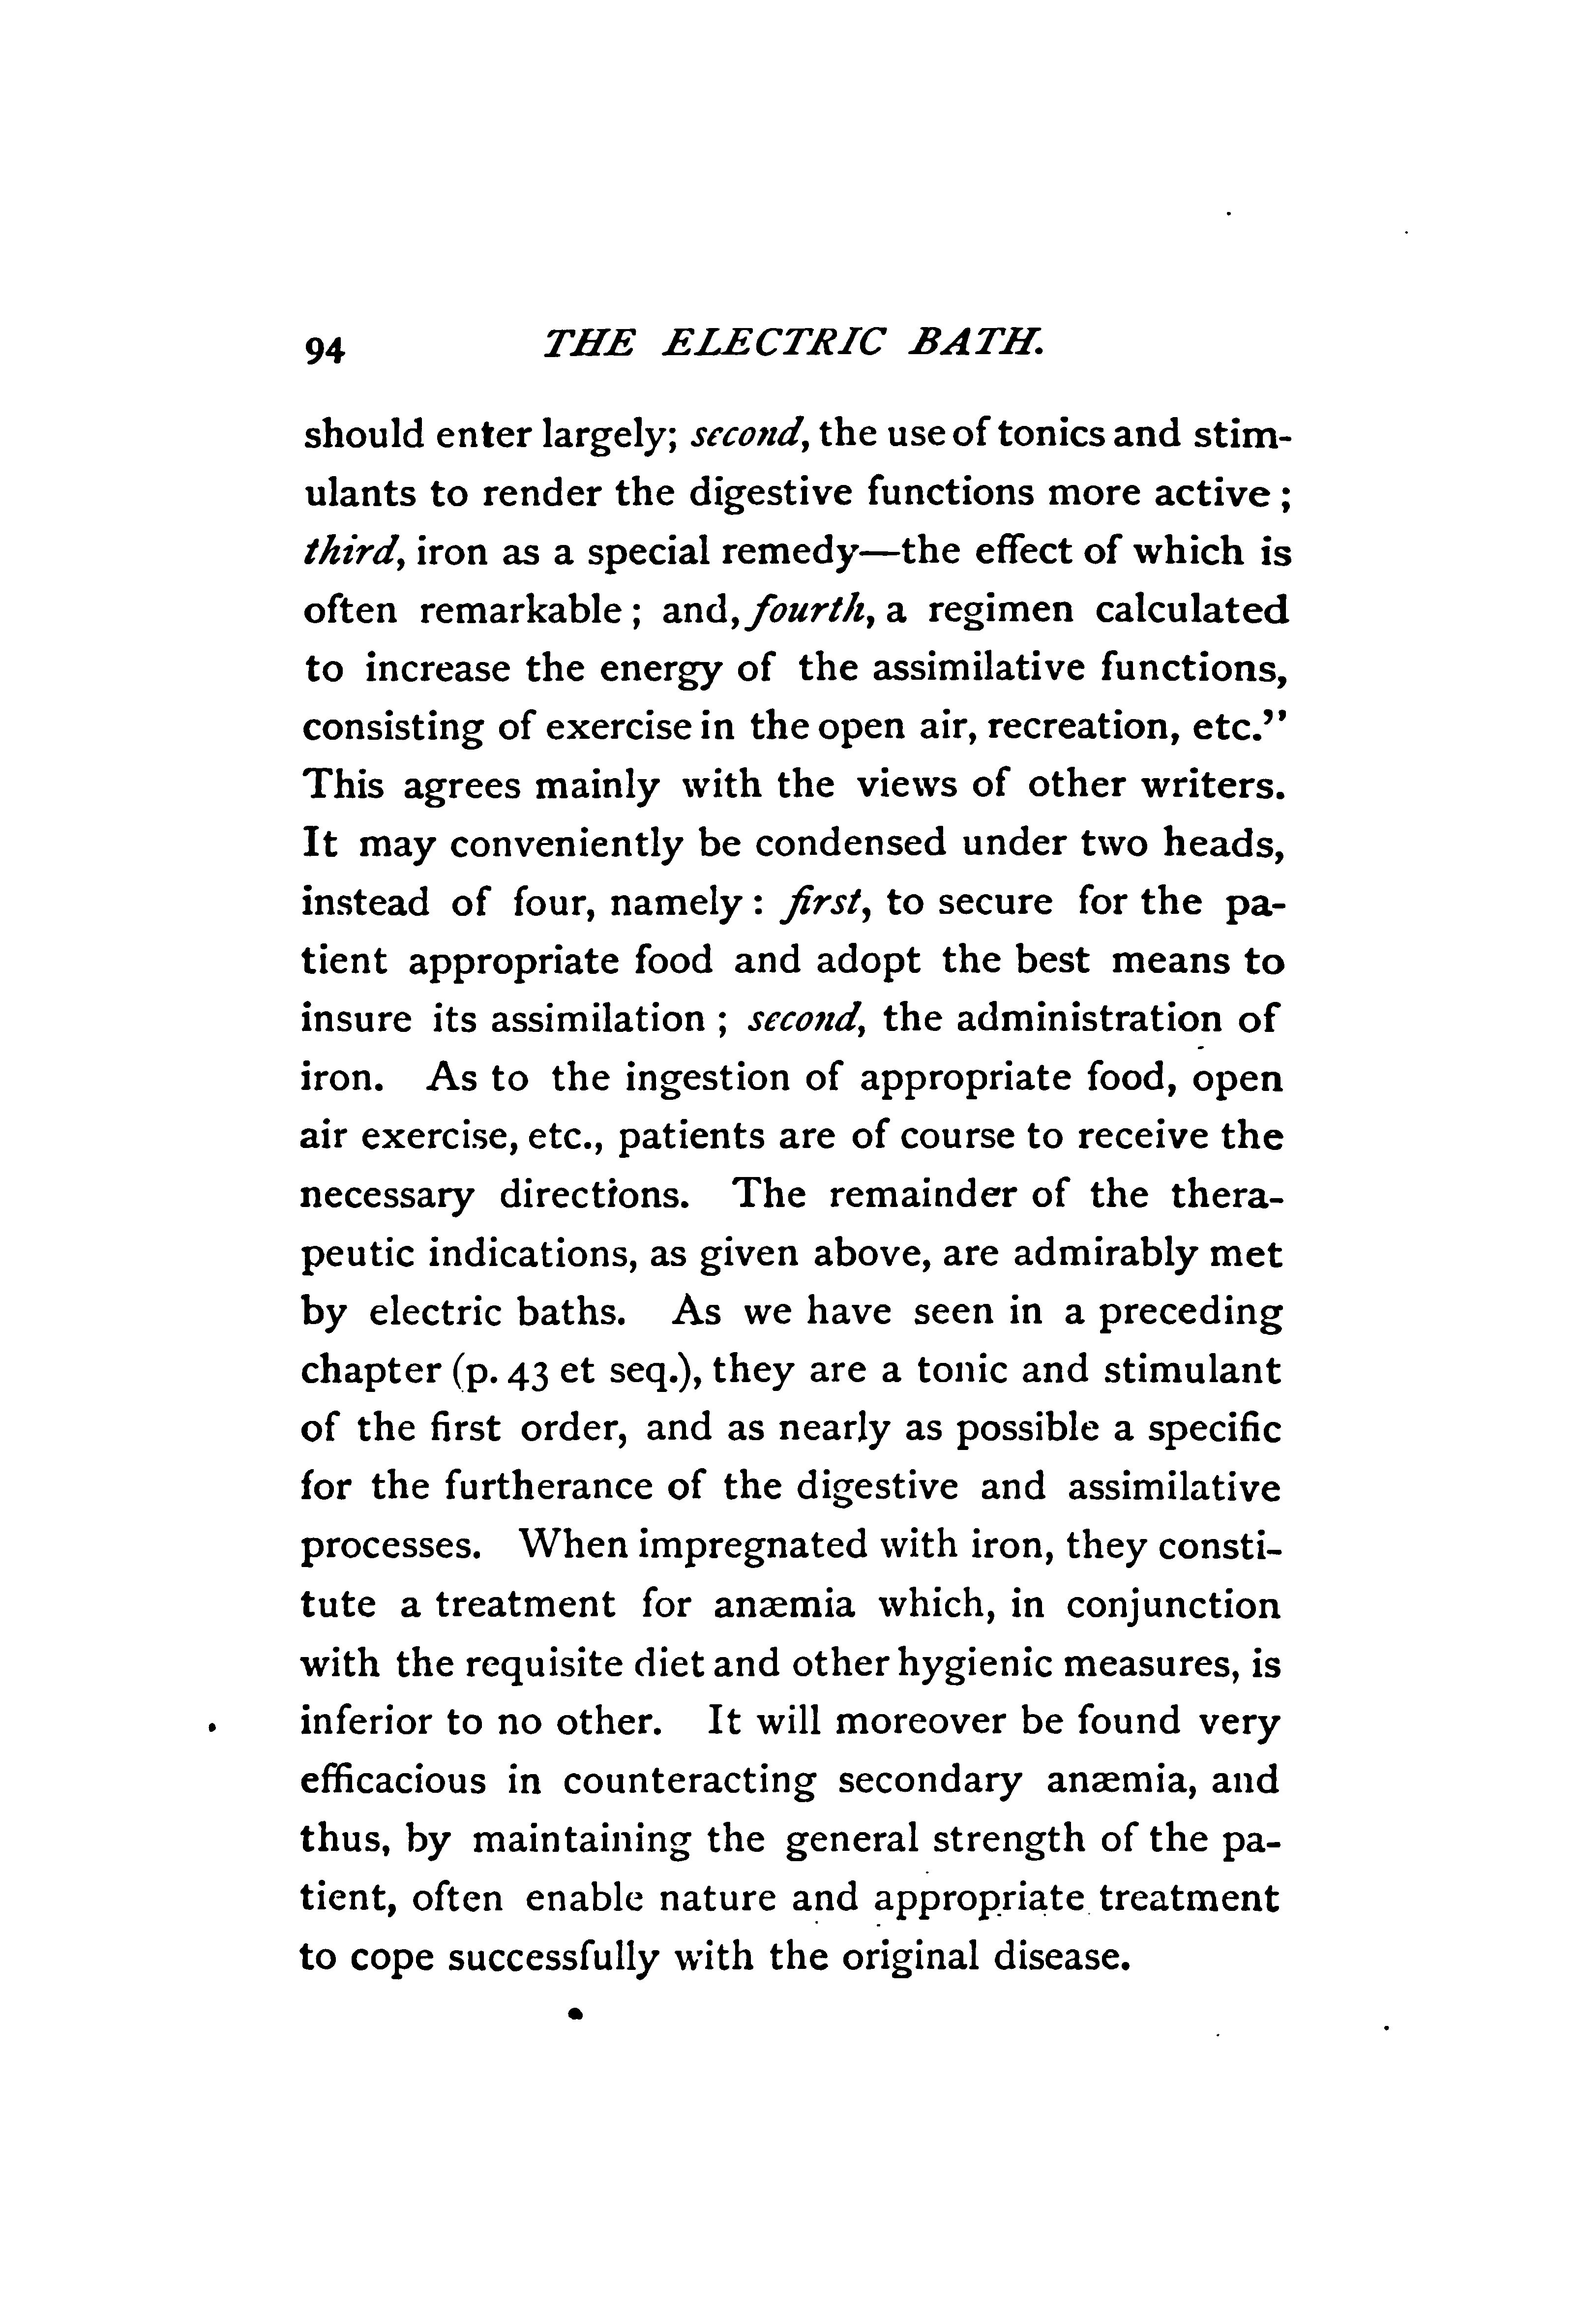 94 THE ELECTRIC BATH.
should enter largely; second, the use of tonics and stim-
ulants to render the digestive functions more active ;
third, iron as a special remedy—the effect of which is
often remarkable ; and, fourth, a regimen calculated
to increase the energy of the assimilative functions,
consisting of exercise in the open air, recreation, etc."
This agrees mainly with the views of other writers.
It may conveniently be condensed under two heads,
instead of four, namely : first, to secure for the pa-
tient appropriate food and adopt the best means to
insure its assimilation ; second, the administration of
iron. As to the ingestion of appropriate food, open
air exercise, etc., patients are of course to receive the
necessary directions. The remainder of the thera-
peutic indications, as given above, are admirably met
by electric baths. As we have seen in a preceding
chapter (p. 43 et seq.), they are a tonic and stimulant
of the first order, and as nearly as possible a specific
for the furtherance of the digestive and assimilative
processes. When impregnated with iron, they consti-
tute a treatment for anæmia which, in conjunction
with the requisite diet and other hygienic measures, is
inferior to no other. It will moreover be found very
efficacious in counteracting secondary anæmia, and
thus, by maintaining the general strength of the pa-
tient, often enable nature and appropriate treatment
to cope successfully with the original disease.